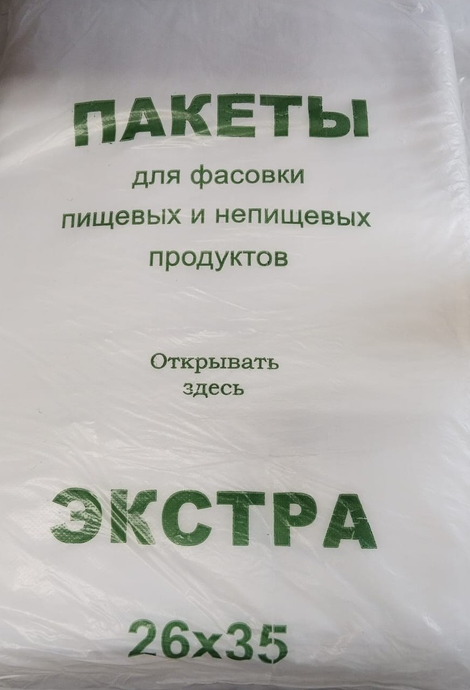 ПАКЕТЫ
для фасовки
пищевых и непищевых
продуктов
Открывать
здесь
ЭКСТРА
26х35